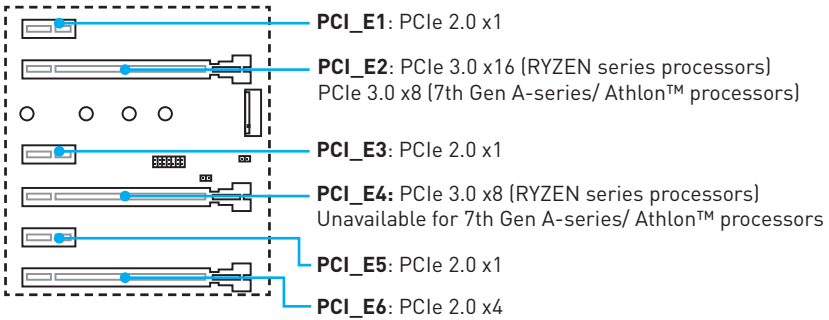 PCI_E1: PCIe 2.0 x1
PCI_E2: PCIe 3.0 x16 (RYZEN series processors)
PCIe 3.0 x8 (7th Gen A-series/ Athlon™ processors)
PCI_E3: PCIe 2.0 x1
PCI_E4: PCIe 3.0 x8 (RYZEN series processors)
Unavailable for 7th Gen A-series/ Athlon™ processors
PCI_E5: PCIe 2.0 x1
PCI_E6: PCIe 2.0 x4